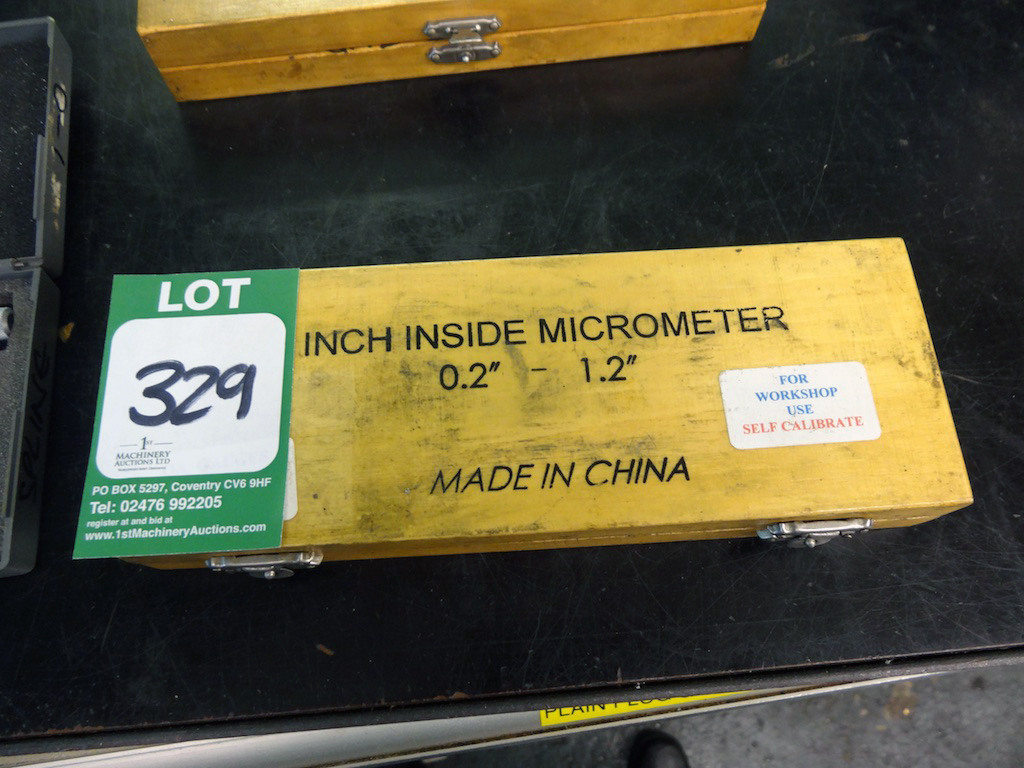 LOT
329
1ST
MACHINERY
AUCTIONS LTD
PO BOX 5297, Coventry CV6 9HF
Tel: 02476 992205
register at and bid at
www.1stMachineryAuctions.com
INCH INSIDE MICROMETER
0.2" - 1.2"
MADE IN CHINA
FOR
WORKSHOP
USE
SELF CALIBRATE
SPLINE
PLAIN